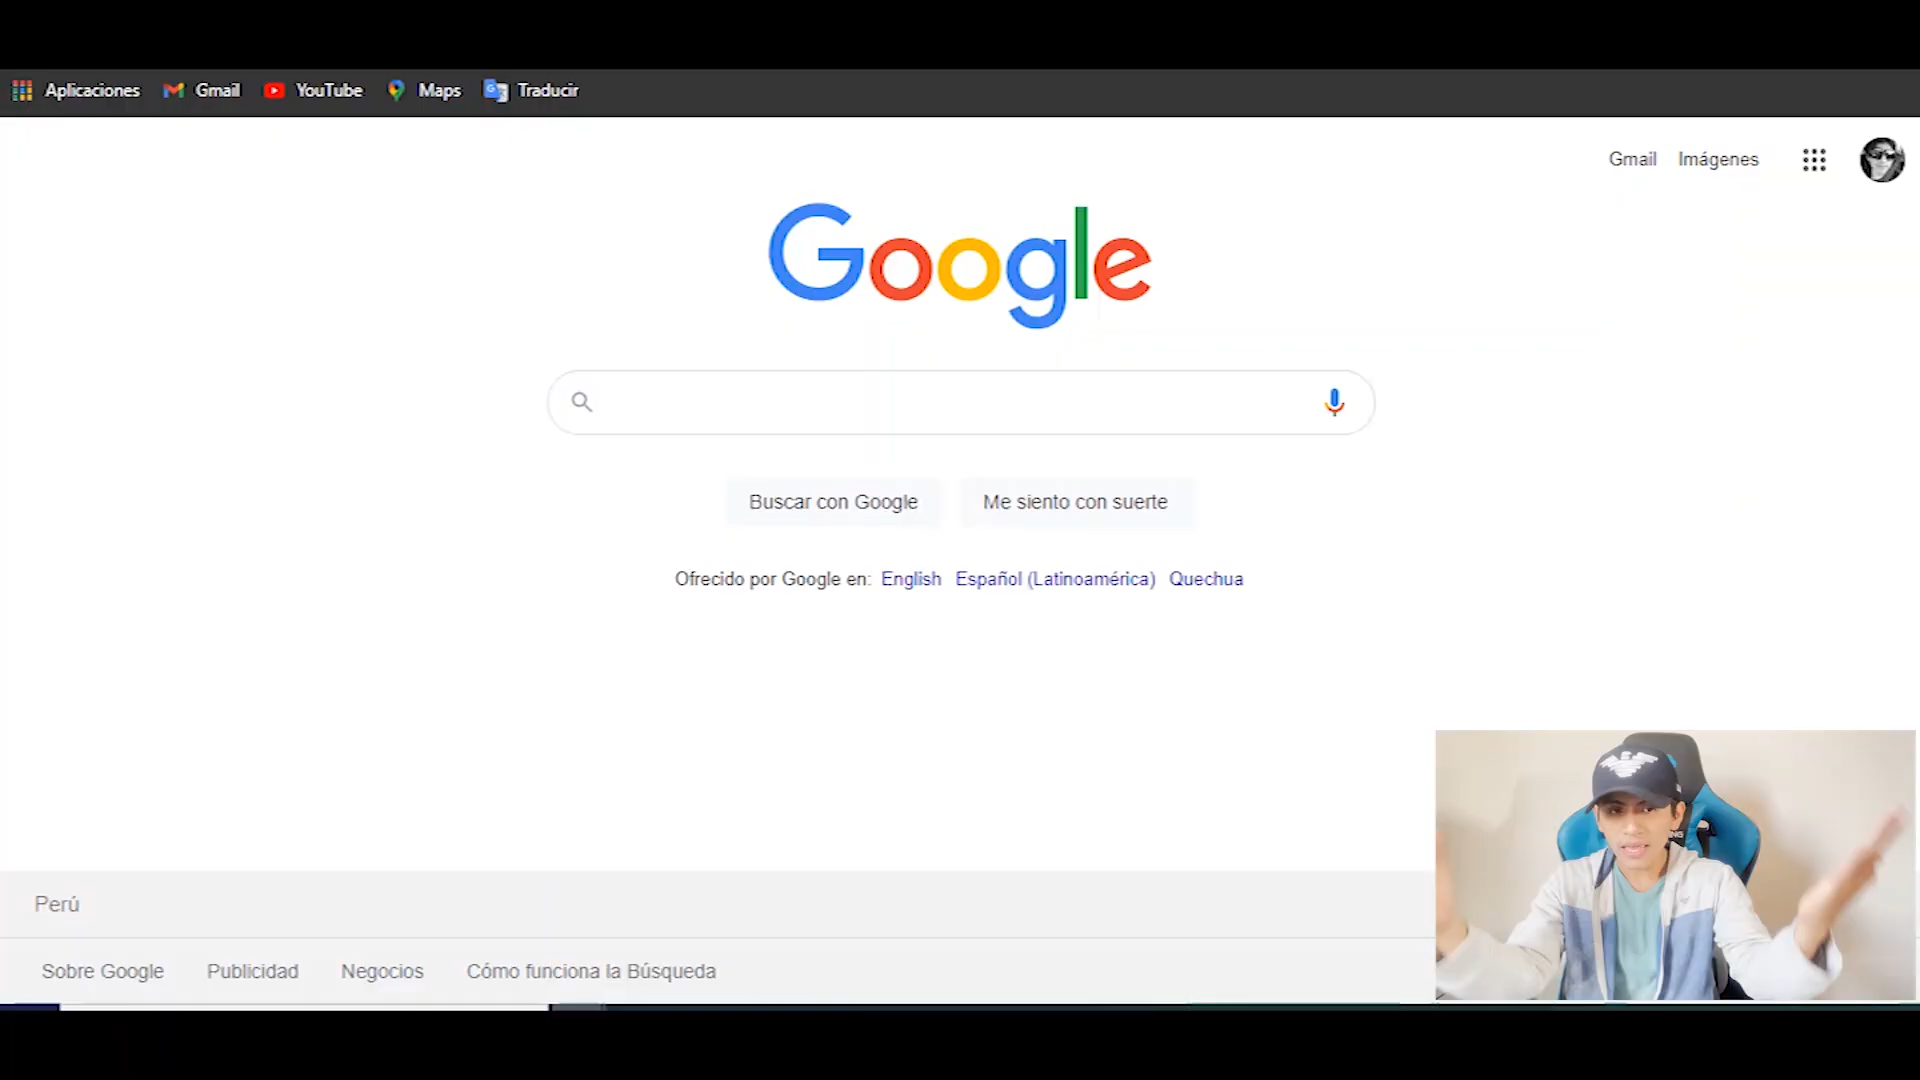 Aplicaciones Gmail YouTube Maps Traducir
Gmail Imágenes
Google
Buscar con Google Me siento con suerte
Ofrecido por Google en: English Español (Latinoamérica) Quechua
Perú
Sobre Google Publicidad Negocios Cómo funciona la Búsqueda